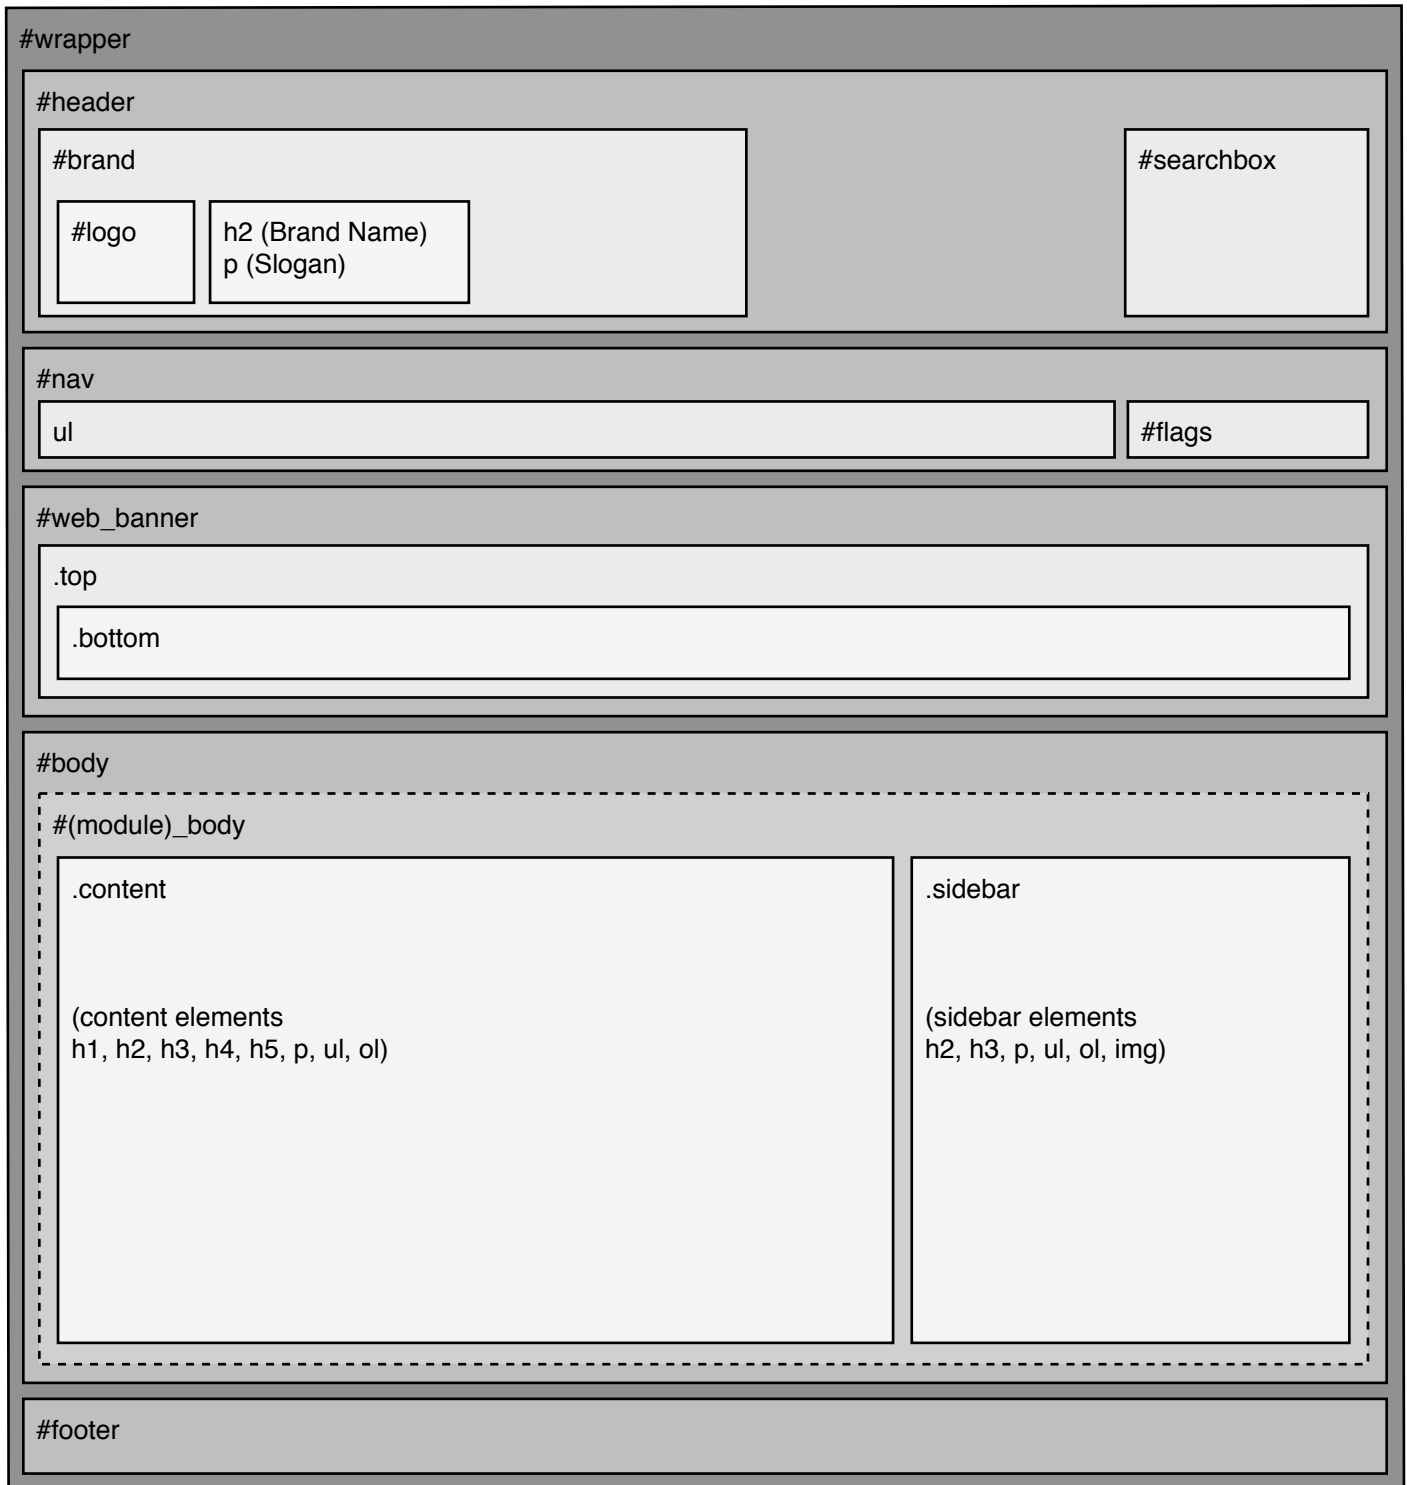 #wrapper
#header
#brand
#searchbox
#logo
h2 (Brand Name)
p (Slogan)
#nav
ul
#flags
#web_banner
.top
.bottom
#body
#(module)_body
.content
(content elements
h1, h2, h3, h4, h5, p, ul, ol)
.sidebar
(sidebar elements
h2, h3, p, ul, ol, img)
#footer